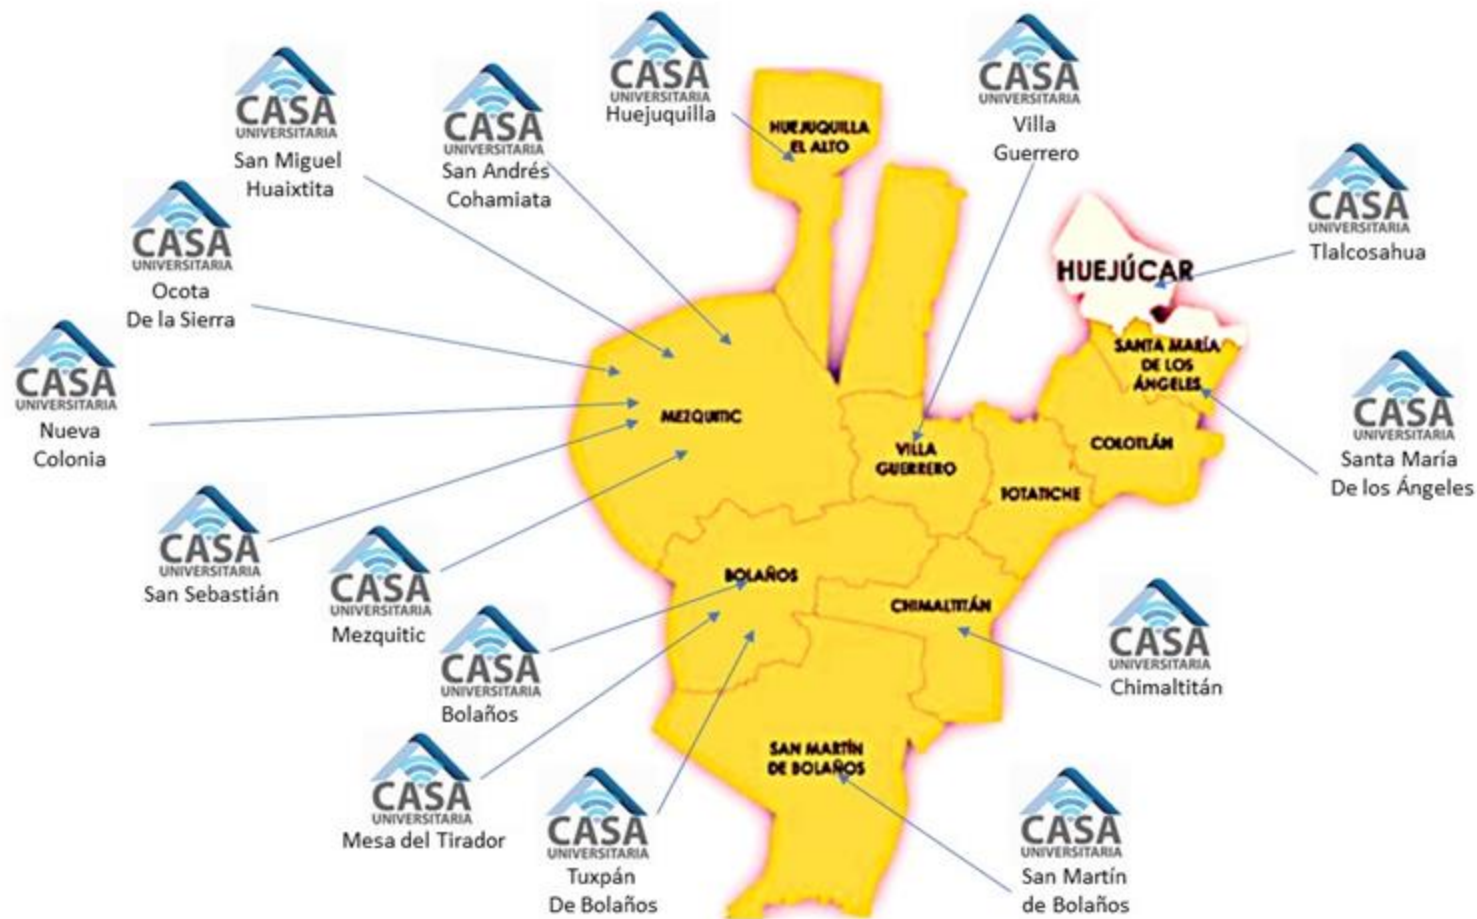 CASA
UNIVERSITARIA
Huejuquilla
CASA
UNIVERSITARIA
Villa
Guerrero
CASA
UNIVERSITARIA
San Miguel
Huaixtita
CASA
UNIVERSITARIA
San Andrés
Cohamiata
HUEJUQUILLA
EL ALTO
CASA
UNIVERSITARIA
Tlalcosahua
CASA
UNIVERSITARIA
Ocota
De la Sierra
HUEJÚCAR
CASA
UNIVERSITARIA
Nueva
Colonia
SANTA MARÍA
DE LOS
ÁNGELES
CASA
UNIVERSITARIA
Santa María
De los Ángeles
MEZQUITIC
VILLA
GUERRERO
COLOTLÁN
TOTATICHE
CASA
UNIVERSITARIA
San Sebastián
CASA
UNIVERSITARIA
Mezquitic
BOLAÑOS
CHIMALTITÁN
CASA
UNIVERSITARIA
Chimaltitán
CASA
UNIVERSITARIA
Bolaños
SAN MARTÍN
DE BOLAÑOS
CASA
UNIVERSITARIA
Mesa del Tirador
CASA
UNIVERSITARIA
Tuxpán
De Bolaños
CASA
UNIVERSITARIA
San Martín
de Bolaños